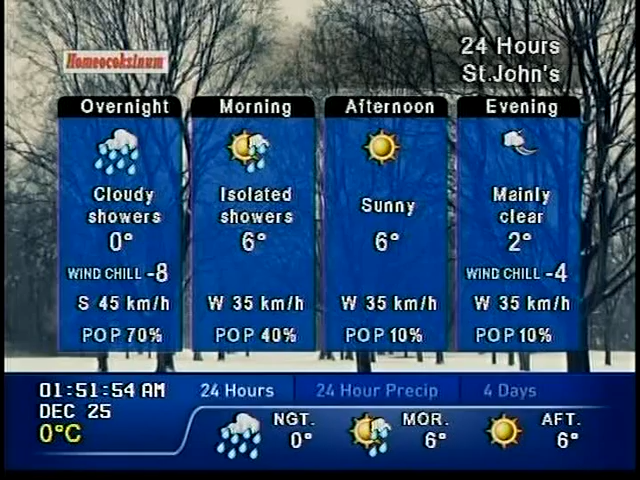 Homeocoksinum
24 Hours
St.John's
Overnight Morning Afternoon Evening
Cloudy showers
0°
WIND CHILL -8
S 45 km/h
POP 70%
Isolated showers
6°
W 35 km/h
POP 40%
Sunny
6°
W 35 km/h
POP 10%
Mainly clear
2°
WIND CHILL -4
W 35 km/h
POP 10%
01:51:54 AM
DEC 25
0°C
24 Hours 24 Hour Precip 4 Days
NGT. 0°
MOR. 6°
AFT. 6°